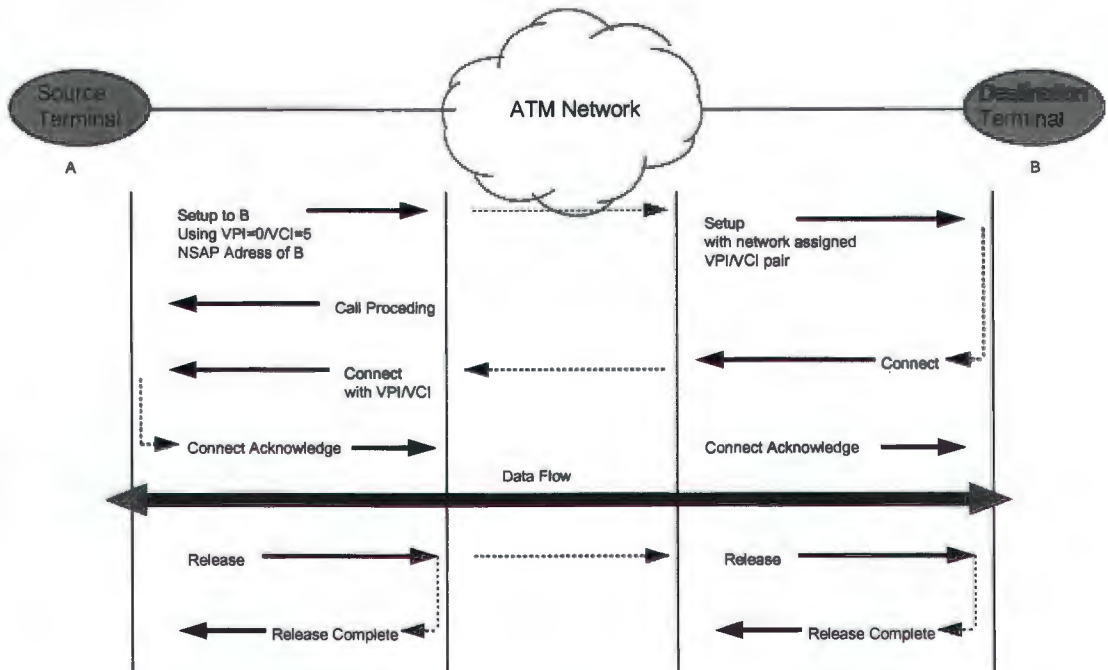 Source
Terminal
ATM Network
Destination
Terminal
A
B
Setup to B
Using VPI=0/VCI=5
NSAP Adress of B
Setup
with network assigned
VPI/VCI pair
Call Proceding
Connect
Connect
with VPI/VCI
Connect Acknowledge
Connect Acknowledge
Data Flow
Release
Release
Release Complete
Release Complete